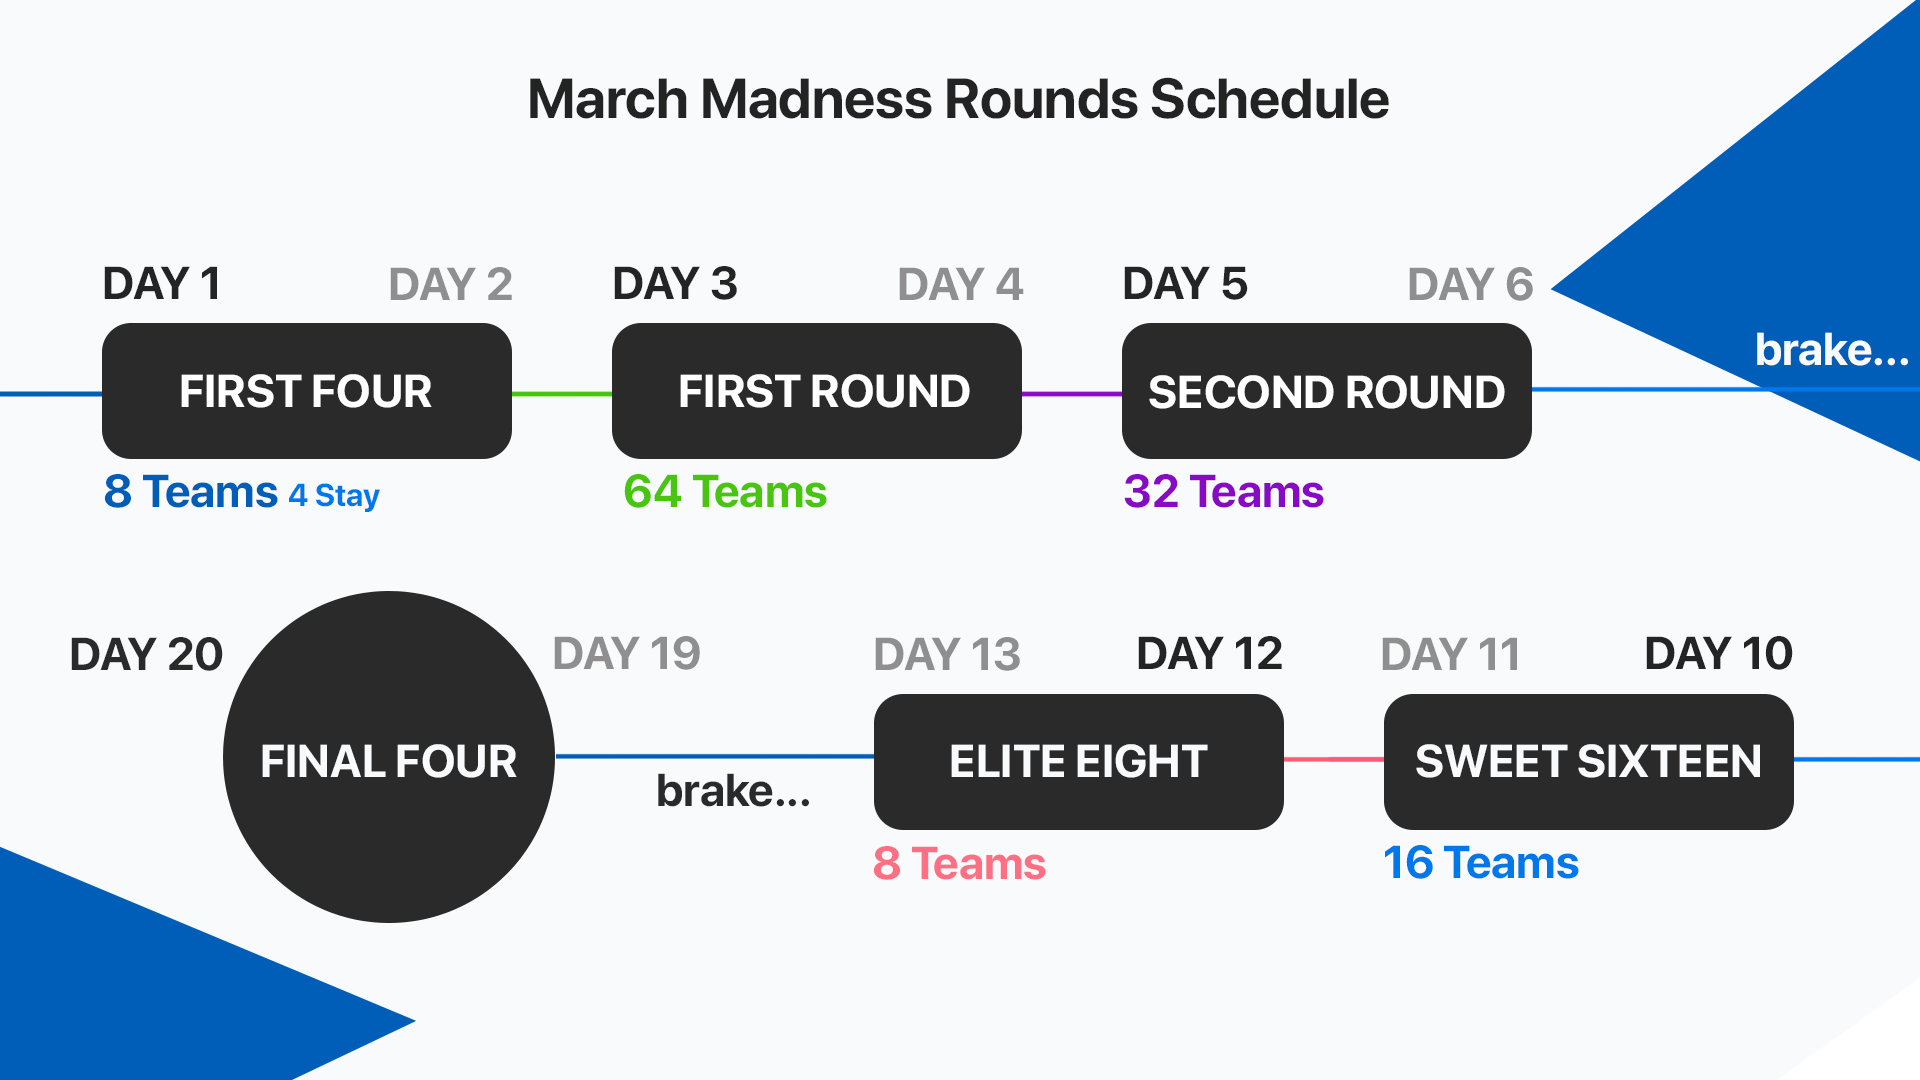 March Madness Rounds Schedule
DAY 1 DAY 2 DAY 3 DAY 4 DAY 5 DAY 6
brake...
FIRST FOUR FIRST ROUND SECOND ROUND
8 Teams 4 Stay 64 Teams 32 Teams
DAY 20 DAY 19 DAY 13 DAY 12 DAY 11 DAY 10
FINAL FOUR ELITE EIGHT SWEET SIXTEEN
brake...
8 Teams 16 Teams